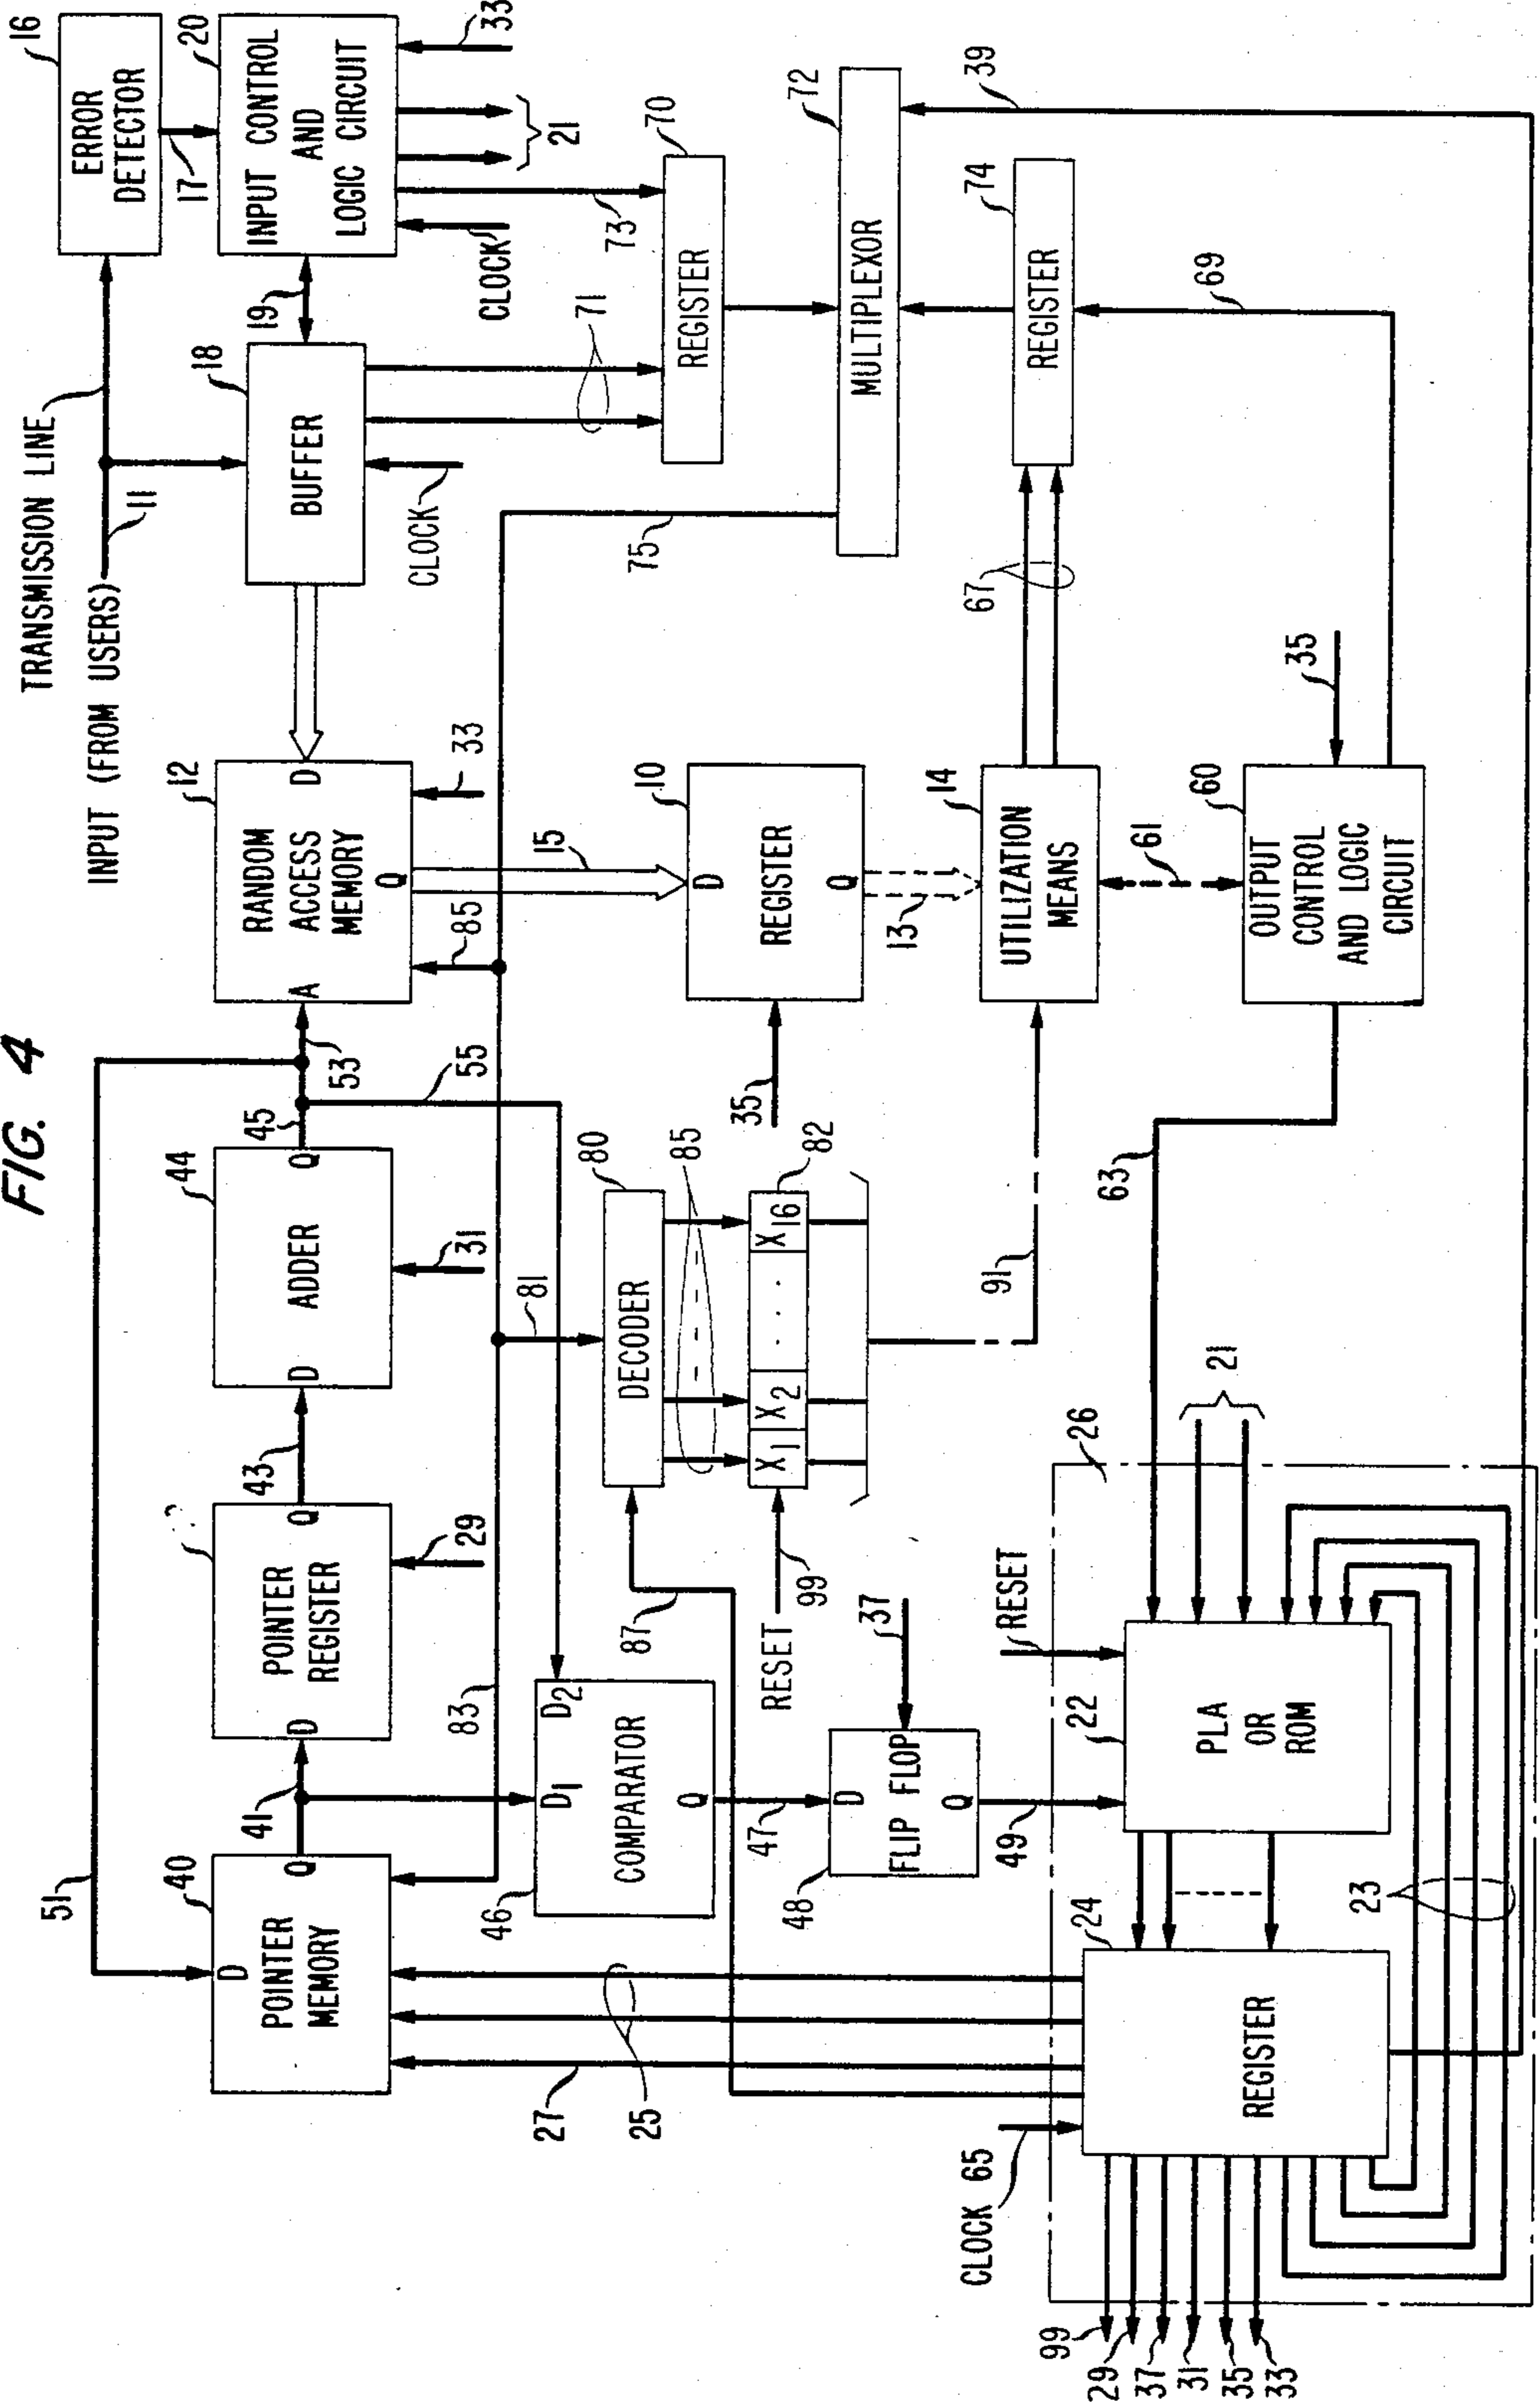 FIG. 4
TRANSMISSION LINE
INPUT (FROM USERS)
11
ERROR DETECTOR
16
17
INPUT CONTROL AND LOGIC CIRCUIT
20
33
21
CLOCK
73
19
BUFFER
18
CLOCK
71
REGISTER
70
MULTIPLEXOR
72
39
75
REGISTER
74
69
67
RANDOM ACCESS MEMORY
12
D
A
Q
33
85
15
REGISTER
10
D
Q
35
13
UTILIZATION MEANS
14
61
OUTPUT CONTROL AND LOGIC CIRCUIT
60
35
63
51
53
45
55
ADDER
44
D
Q
31
43
POINTER REGISTER
D
Q
29
41
POINTER MEMORY
40
D
Q
83
81
DECODER
80
85
X1
X2
. . .
X16
82
91
87
RESET
99
COMPARATOR
46
D1
D2
Q
47
FLIP FLOP
48
D
Q
37
49
27
25
26
RESET
PLA OR ROM
22
21
23
REGISTER
24
CLOCK 65
99
29
37
31
35
33